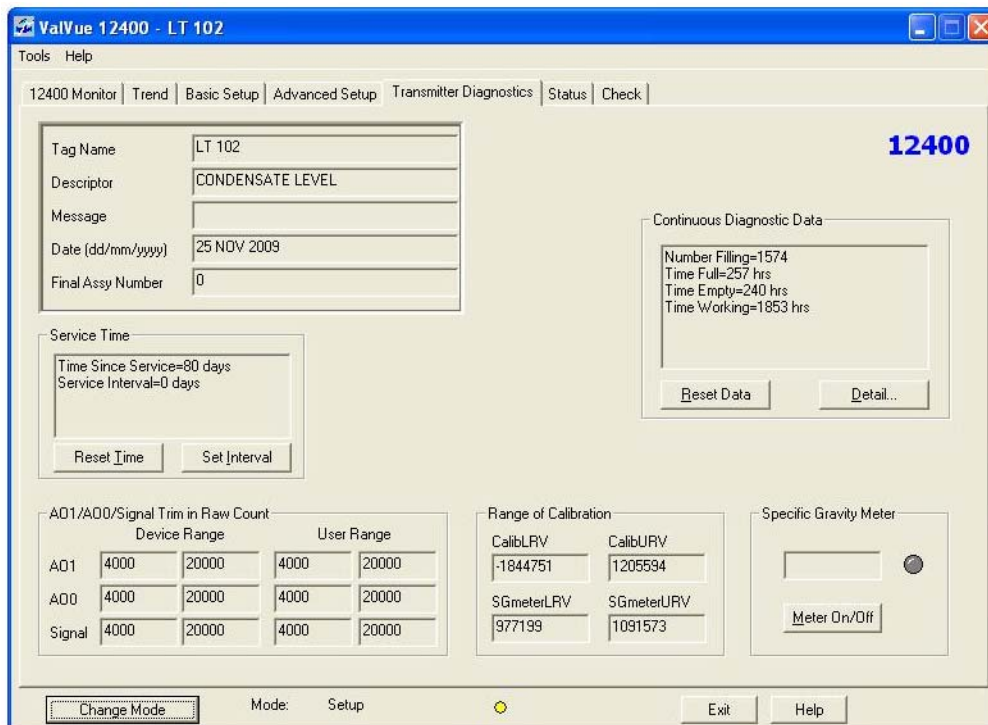 ValVue 12400 - LT 102
Tools Help
12400 Monitor Trend Basic Setup Advanced Setup Transmitter Diagnostics Status Check
12400
Tag Name LT 102
Descriptor CONDENSATE LEVEL
Message
Date (dd/mm/yyyy) 25 NOV 2009
Final Assy Number 0
Continuous Diagnostic Data
Number Filling=1574
Time Full=257 hrs
Time Empty=240 hrs
Time Working=1853 hrs
Reset Data Detail...
Service Time
Time Since Service=80 days
Service Interval=0 days
Reset Time Set Interval
AO1/AO0/Signal Trim in Raw Count
Device Range User Range
AO1 4000 20000 4000 20000
AO0 4000 20000 4000 20000
Signal 4000 20000 4000 20000
Range of Calibration
CalibLRV CalibURV
-1844751 1205594
SGmeterLRV SGmeterURV
977199 1091573
Specific Gravity Meter
Meter On/Off
Change Mode Mode: Setup Exit Help